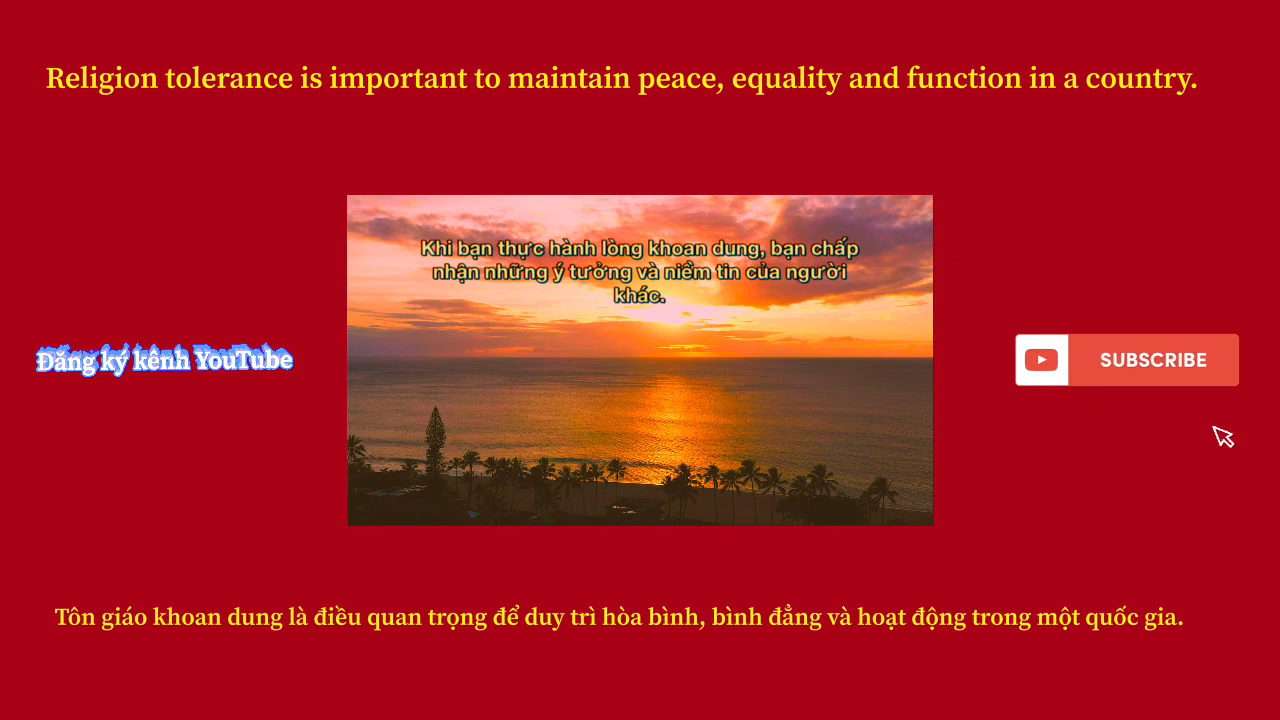 Religion tolerance is important to maintain peace, equality and function in a country.
Khi bạn thực hành lòng khoan dung, bạn chấp
nhận những ý tưởng và niềm tin của người
khác.
Đăng ký kênh YouTube
SUBSCRIBE
Tôn giáo khoan dung là điều quan trọng để duy trì hòa bình, bình đẳng và hoạt động trong một quốc gia.